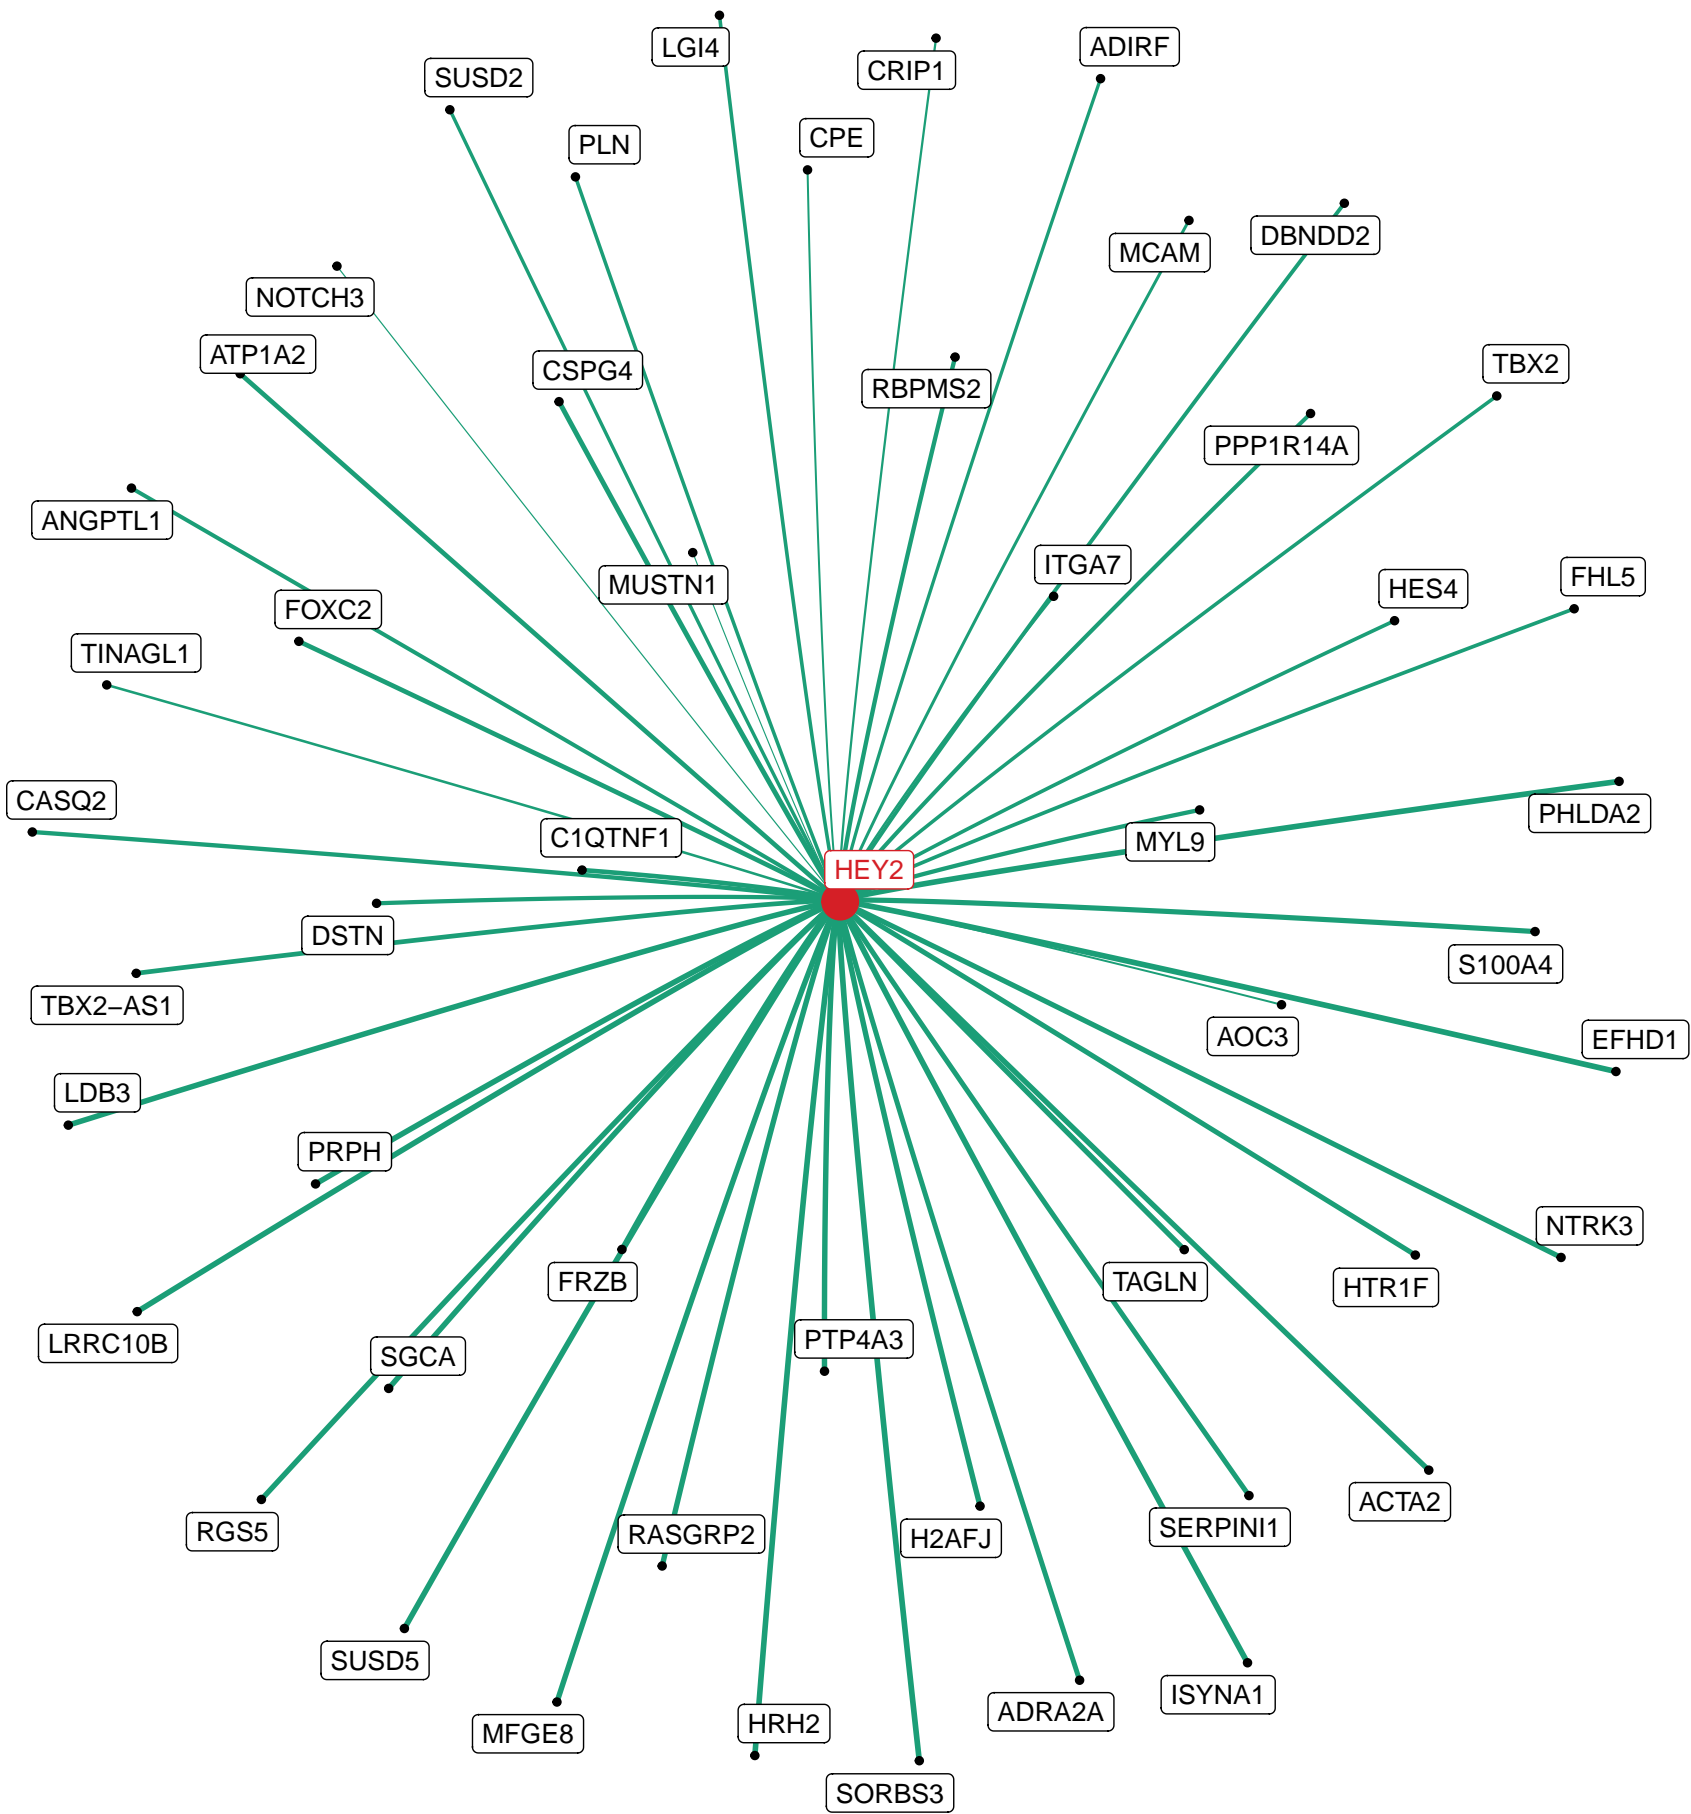 LGI4
ADIRF
CRIP1
SUSD2
CPE
PLN
DBNDD2
MCAM
NOTCH3
ATP1A2
TBX2
CSPG4
RBPMS2
PPP1R14A
ANGPTL1
ITGA7
FHL5
MUSTN1
HES4
FOXC2
TINAGL1
CASQ2
PHLDA2
C1QTNF1
MYL9
HEY2
DSTN
S100A4
TBX2−AS1
AOC3
EFHD1
LDB3
PRPH
NTRK3
FRZB
TAGLN
HTR1F
PTP4A3
LRRC10B
SGCA
ACTA2
SERPINI1
RGS5
RASGRP2
H2AFJ
SUSD5
ISYNA1
ADRA2A
HRH2
MFGE8
SORBS3